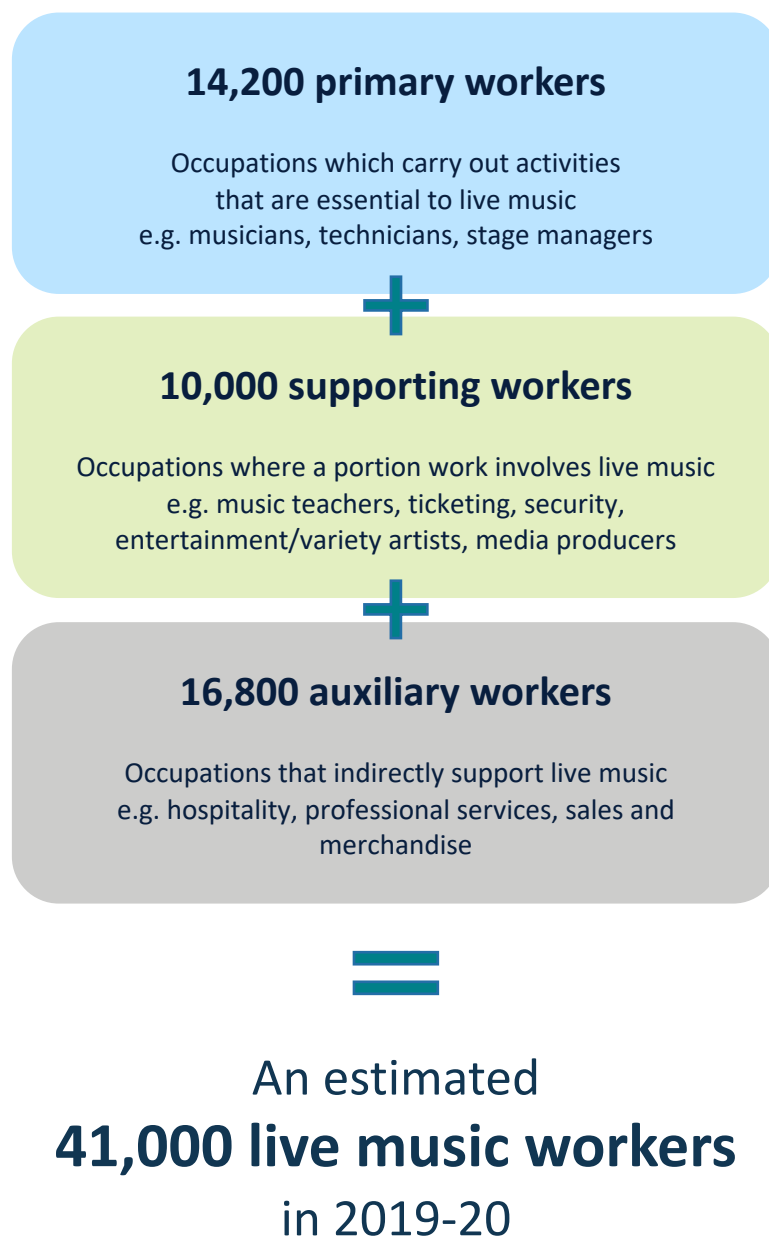 14,200 primary workers
Occupations which carry out activities
that are essential to live music
e.g. musicians, technicians, stage managers
10,000 supporting workers
Occupations where a portion work involves live music
e.g. music teachers, ticketing, security,
entertainment/variety artists, media producers
16,800 auxiliary workers
Occupations that indirectly support live music
e.g. hospitality, professional services, sales and
merchandise
An estimated
41,000 live music workers
in 2019-20